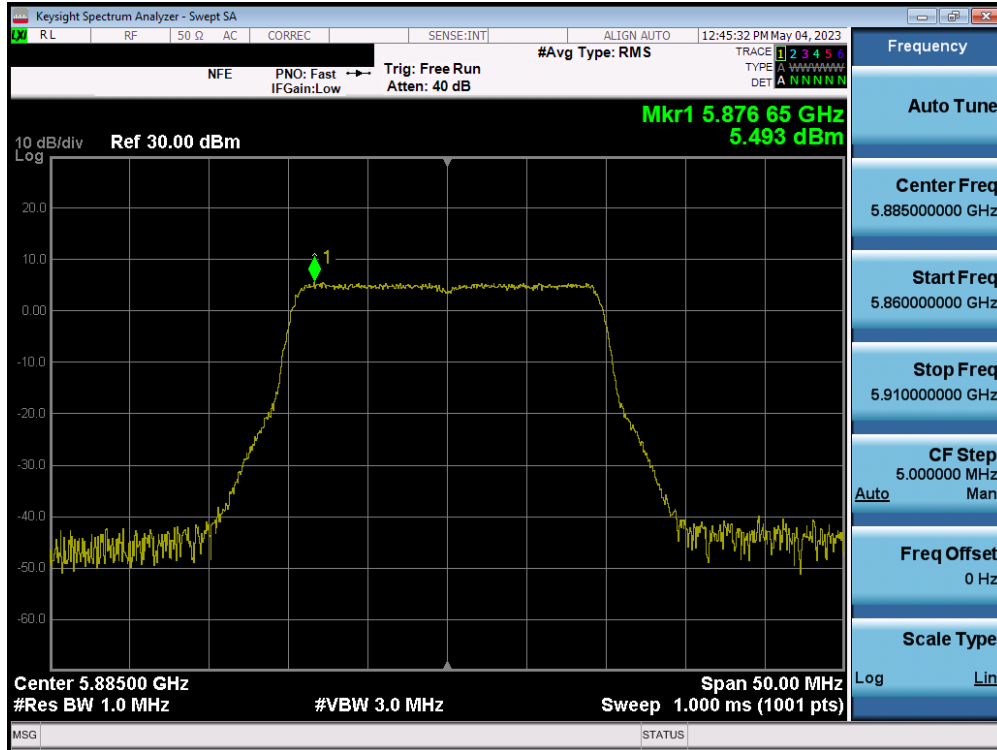 Keysight Spectrum Analyzer - Swept SA
LXI RL RF 50 Ω AC CORREC SENSE:INT ALIGN AUTO 12:45:32 PM May 04, 2023
NFE PNO: Fast Trig: Free Run #Avg Type: RMS TRACE 1 2 3 4 5 6
IFGain:Low Atten: 40 dB TYPE A WWWWW
DET A N N N N N
Mkr1 5.876 65 GHz
5.493 dBm
10 dB/div Ref 30.00 dBm
Log
20.0
10.0
1
0.00
-10.0
-20.0
-30.0
-40.0
-50.0
-60.0
Center 5.88500 GHz Span 50.00 MHz
#Res BW 1.0 MHz #VBW 3.0 MHz Sweep 1.000 ms (1001 pts)
MSG STATUS
Frequency
Auto Tune
Center Freq
5.885000000 GHz
Start Freq
5.860000000 GHz
Stop Freq
5.910000000 GHz
CF Step
5.000000 MHz
Auto Man
Freq Offset
0 Hz
Scale Type
Log Lin